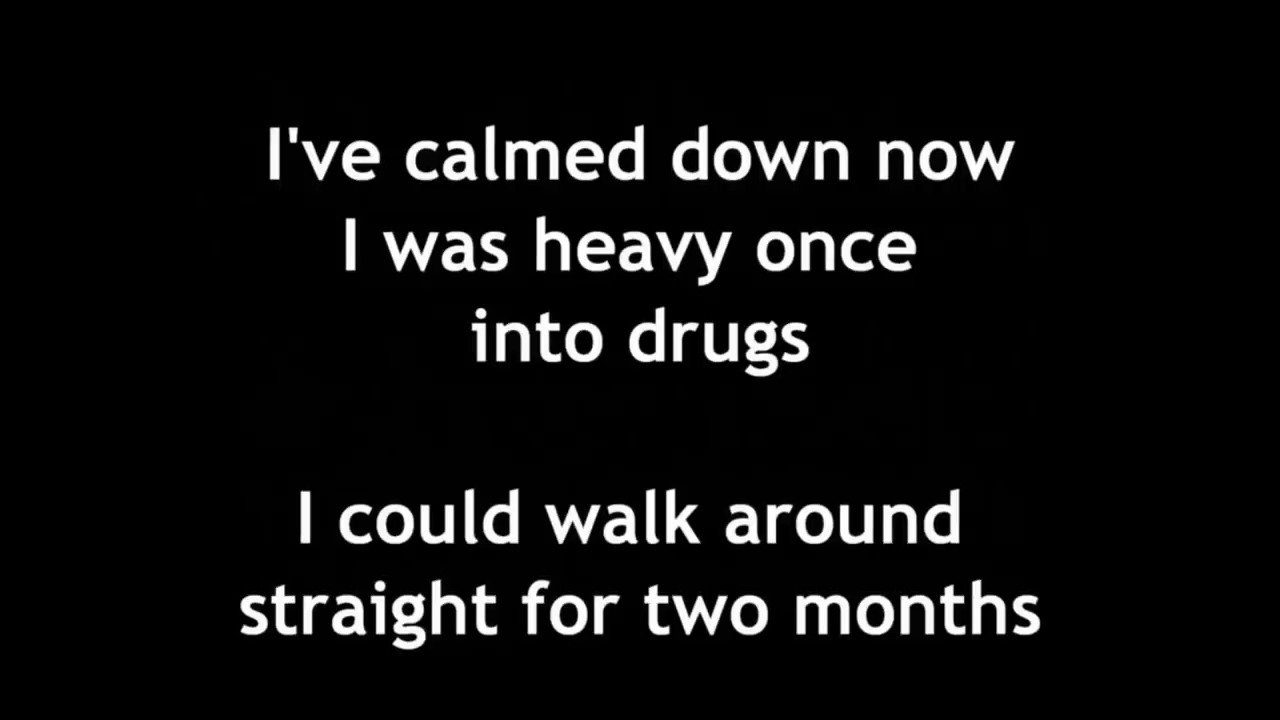 I've calmed down now
I was heavy once
into drugs
I could walk around
straight for two months